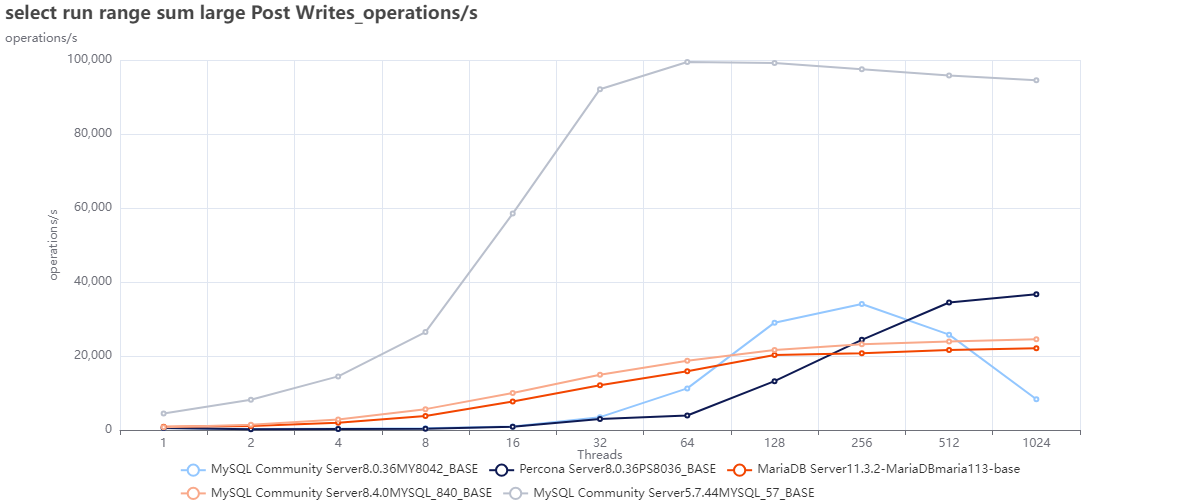 select run range sum large Post Writes_operations/s
operations/s
100,000
80,000
60,000
40,000
20,000
0
operations/s
1 2 4 8 16 32 64 128 256 512 1024
Threads
MySQL Community Server8.0.36MY8042_BASE Percona Server8.0.36PS8036_BASE MariaDB Server11.3.2-MariaDBmaria113-base
MySQL Community Server8.4.0MYSQL_840_BASE MySQL Community Server5.7.44MYSQL_57_BASE